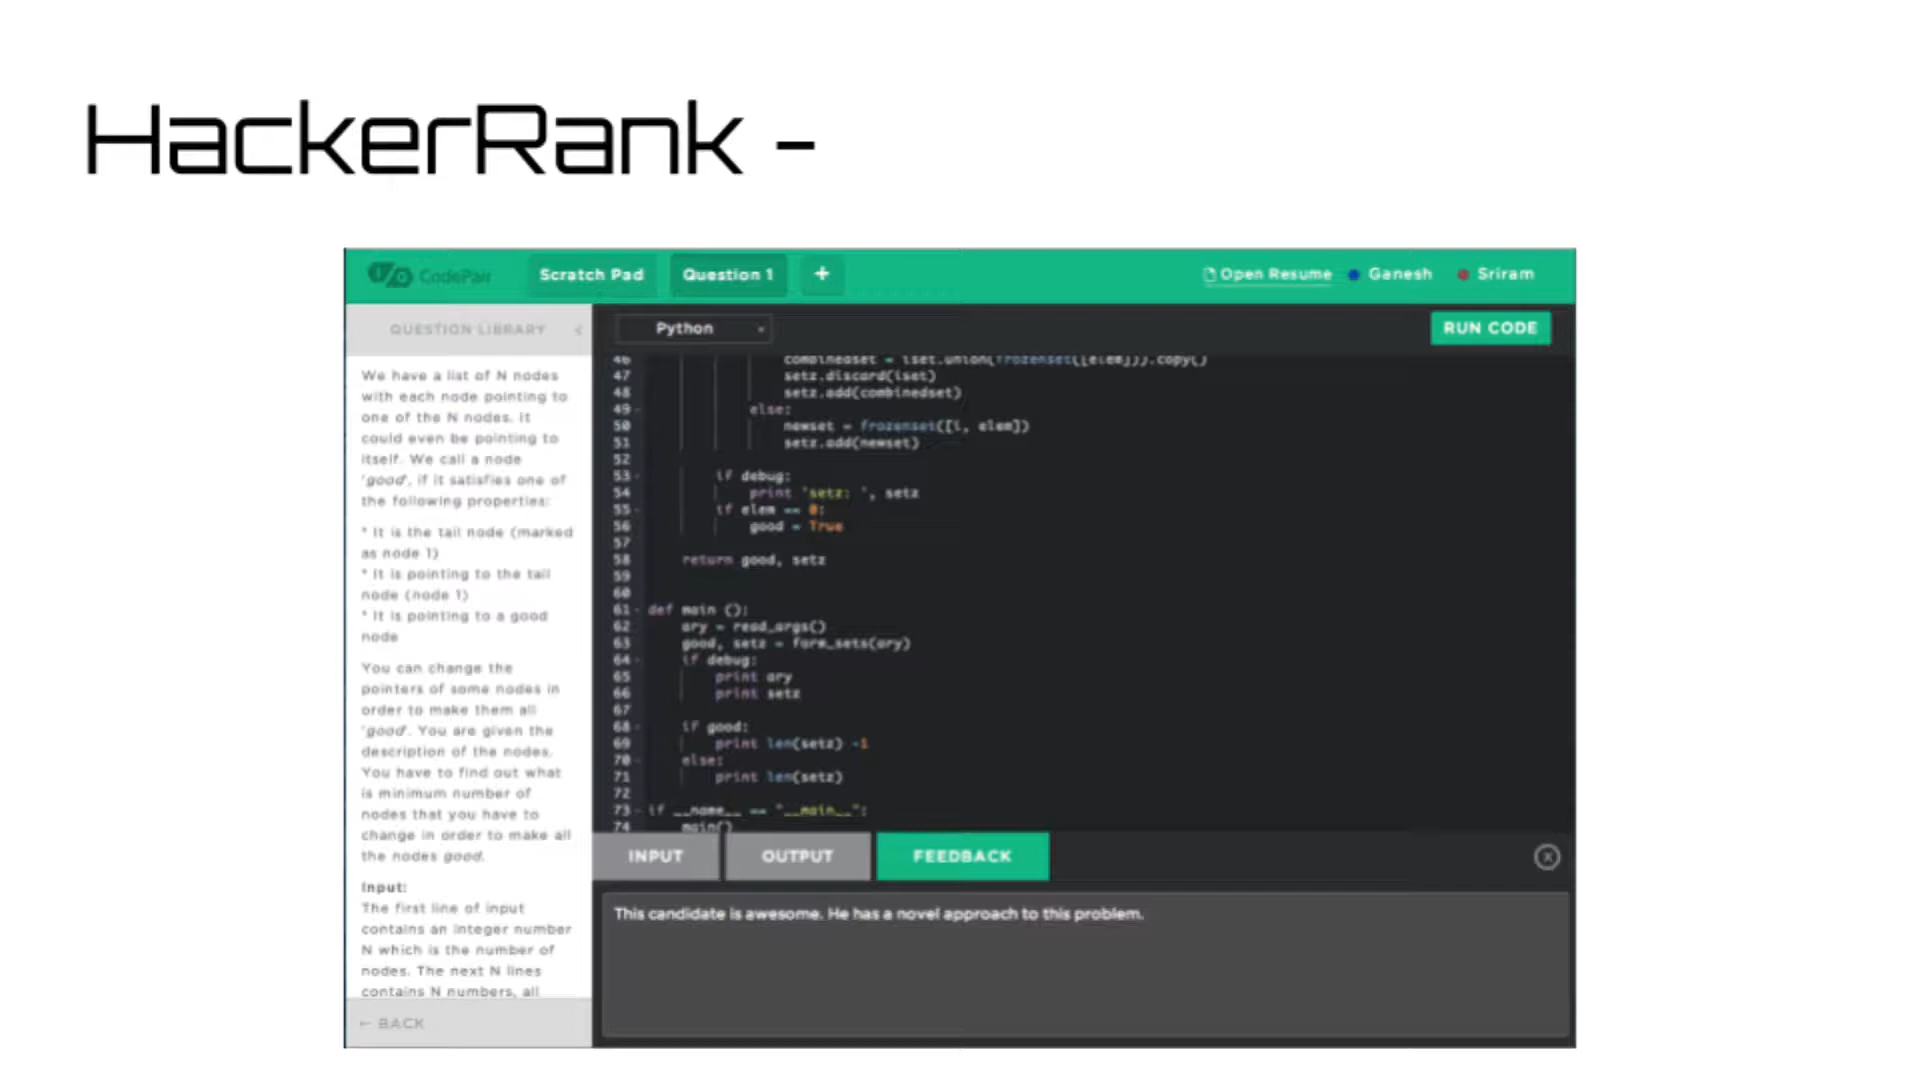 HackerRank -
CodePair
Scratch Pad
Question 1
+
Open Resume
Ganesh
Sriram
QUESTION LIBRARY <
Python
RUN CODE
We have a list of N nodes
with each node pointing to
one of the N nodes. It
could even be pointing to
itself. We call a node
'good', if it satisfies one of
the following properties:
* It is the tail node (marked
as node 1)
* It is pointing to the tail
node (node 1)
* It is pointing to a good
node
You can change the
pointers of some nodes in
order to make them all
'good'. You are given the
description of the nodes.
You have to find out what
is minimum number of
nodes that you have to
change in order to make all
the nodes good.
Input:
The first line of input
contains an integer number
N which is the number of
nodes. The next N lines
contains N numbers, all
← BACK
46 combinedset = iset.union(frozenset([elem])).copy()
47 setz.discard(iset)
48 setz.add(combinedset)
49 else:
50 newset = frozenset([i, elem])
51 setz.add(newset)
52
53 if debug:
54 print 'setz: ', setz
55 if elem == 0:
56 good = True
57
58 return good, setz
59
60
61 def main ():
62 ary = read_args()
63 good, setz = form_sets(ary)
64 if debug:
65 print ary
66 print setz
67
68 if good:
69 print len(setz) -1
70 else:
71 print len(setz)
72
73 if __name__ == "__main__":
74 main()
INPUT
OUTPUT
FEEDBACK
x
This candidate is awesome. He has a novel approach to this problem.